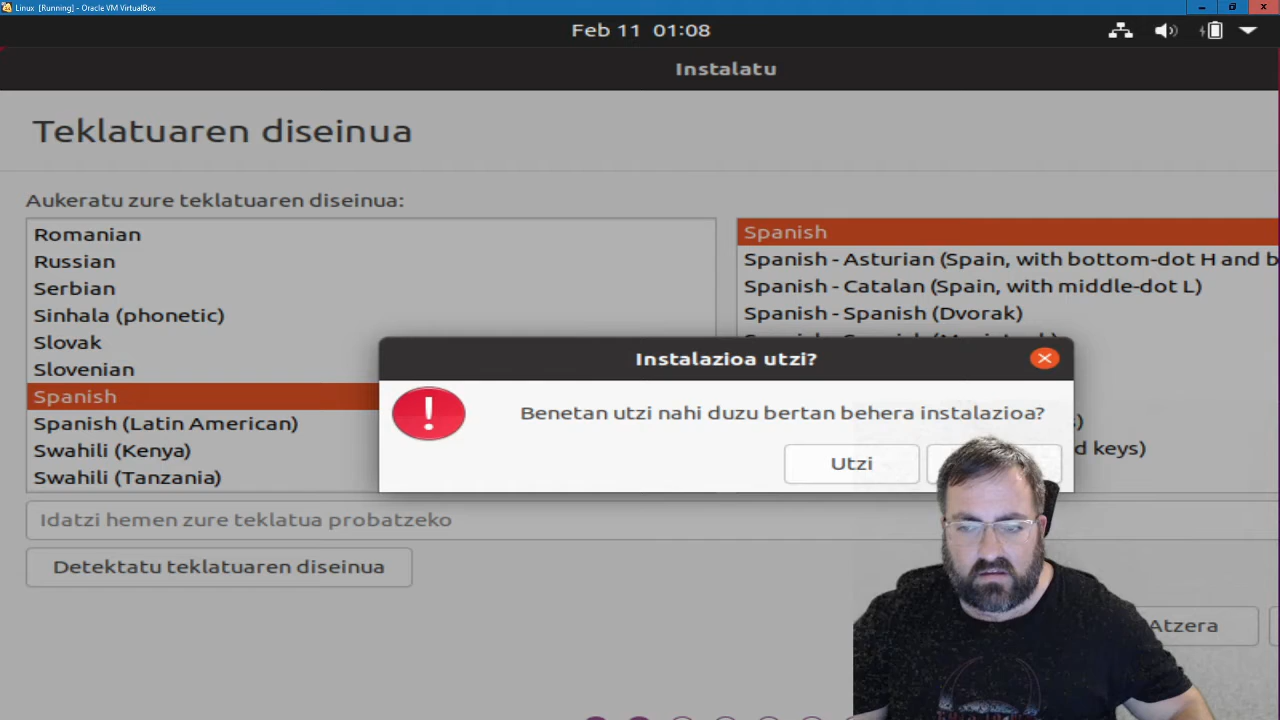 Linux [Running] - Oracle VM VirtualBox
Feb 11 01:08
Instalatu
Teklatuaren diseinua
Aukeratu zure teklatuaren diseinua:
Romanian
Russian
Serbian
Sinhala (phonetic)
Slovak
Slovenian
Spanish
Spanish (Latin American)
Swahili (Kenya)
Swahili (Tanzania)
Spanish
Spanish - Asturian (Spain, with bottom-dot H and b
Spanish - Catalan (Spain, with middle-dot L)
Spanish - Spanish (Dvorak)
s)
d keys)
Instalazioa utzi?
Benetan utzi nahi duzu bertan behera instalazioa?
Utzi
Idatzi hemen zure teklatua probatzeko
Detektatu teklatuaren diseinua
Atzera